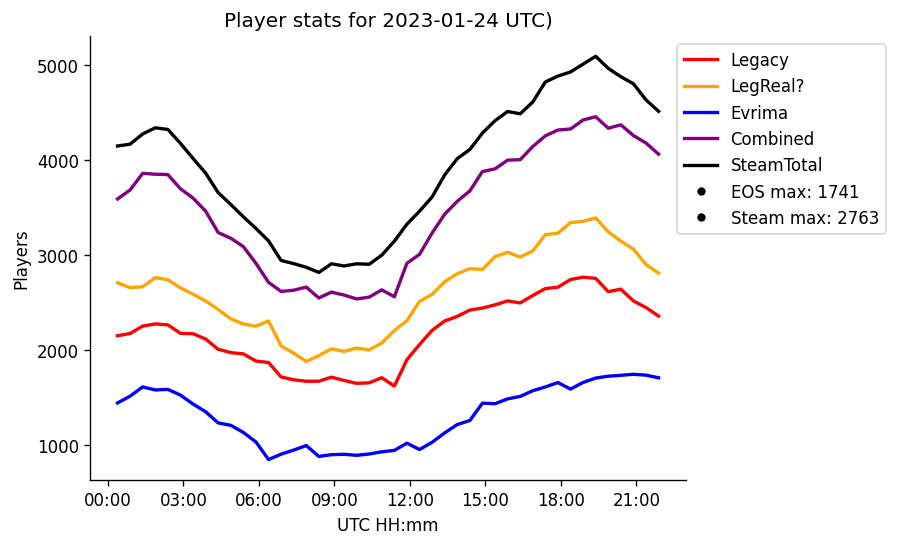 Player stats for 2023-01-24 UTC)
5000
4000
3000
2000
1000
Players
00:00 03:00 06:00 09:00 12:00 15:00 18:00 21:00
UTC HH:mm
Legacy
LegReal?
Evrima
Combined
SteamTotal
EOS max: 1741
Steam max: 2763